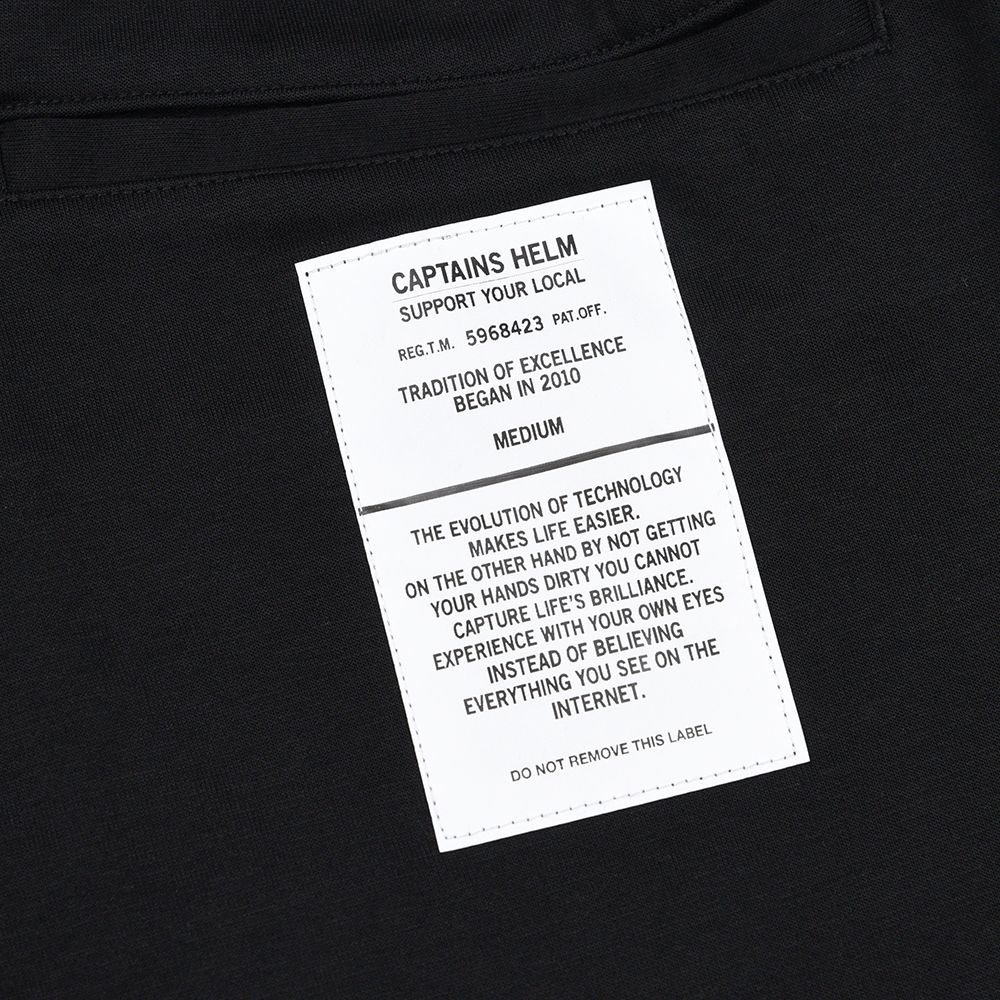 CAPTAINS HELM
SUPPORT YOUR LOCAL
REG.T.M. 5968423 PAT.OFF.
TRADITION OF EXCELLENCE
BEGAN IN 2010
MEDIUM
THE EVOLUTION OF TECHNOLOGY
MAKES LIFE EASIER.
ON THE OTHER HAND BY NOT GETTING
YOUR HANDS DIRTY YOU CANNOT
CAPTURE LIFE'S BRILLIANCE.
EXPERIENCE WITH YOUR OWN EYES
INSTEAD OF BELIEVING
EVERYTHING YOU SEE ON THE
INTERNET.
DO NOT REMOVE THIS LABEL